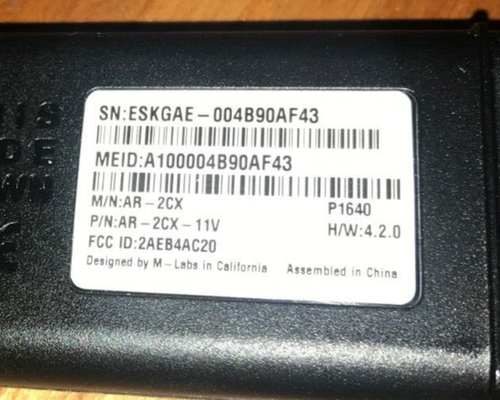 SN:ESKGAE-004B90AF43
MEID:A100004B90AF43
M/N:AR-2CX P1640
P/N:AR-2CX-11V H/W:4.2.0
FCC ID:2AEB4AC20
Designed by M-Labs in California Assembled in China